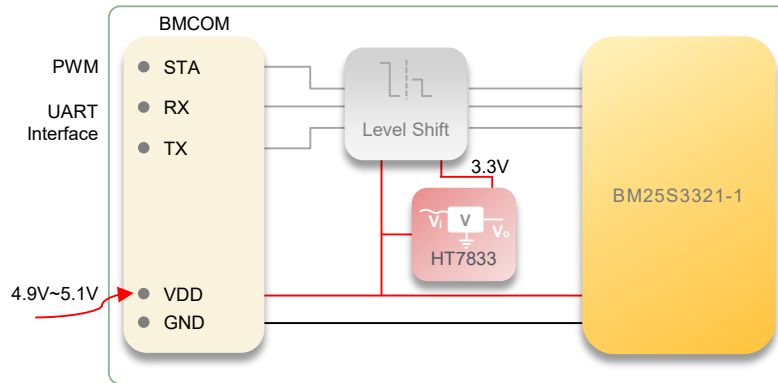 BMCOM
PWM
STA
UART
Interface
RX
TX
Level Shift
3.3V
BM25S3321-1
Vi
V
Vo
HT7833
4.9V~5.1V
VDD
GND